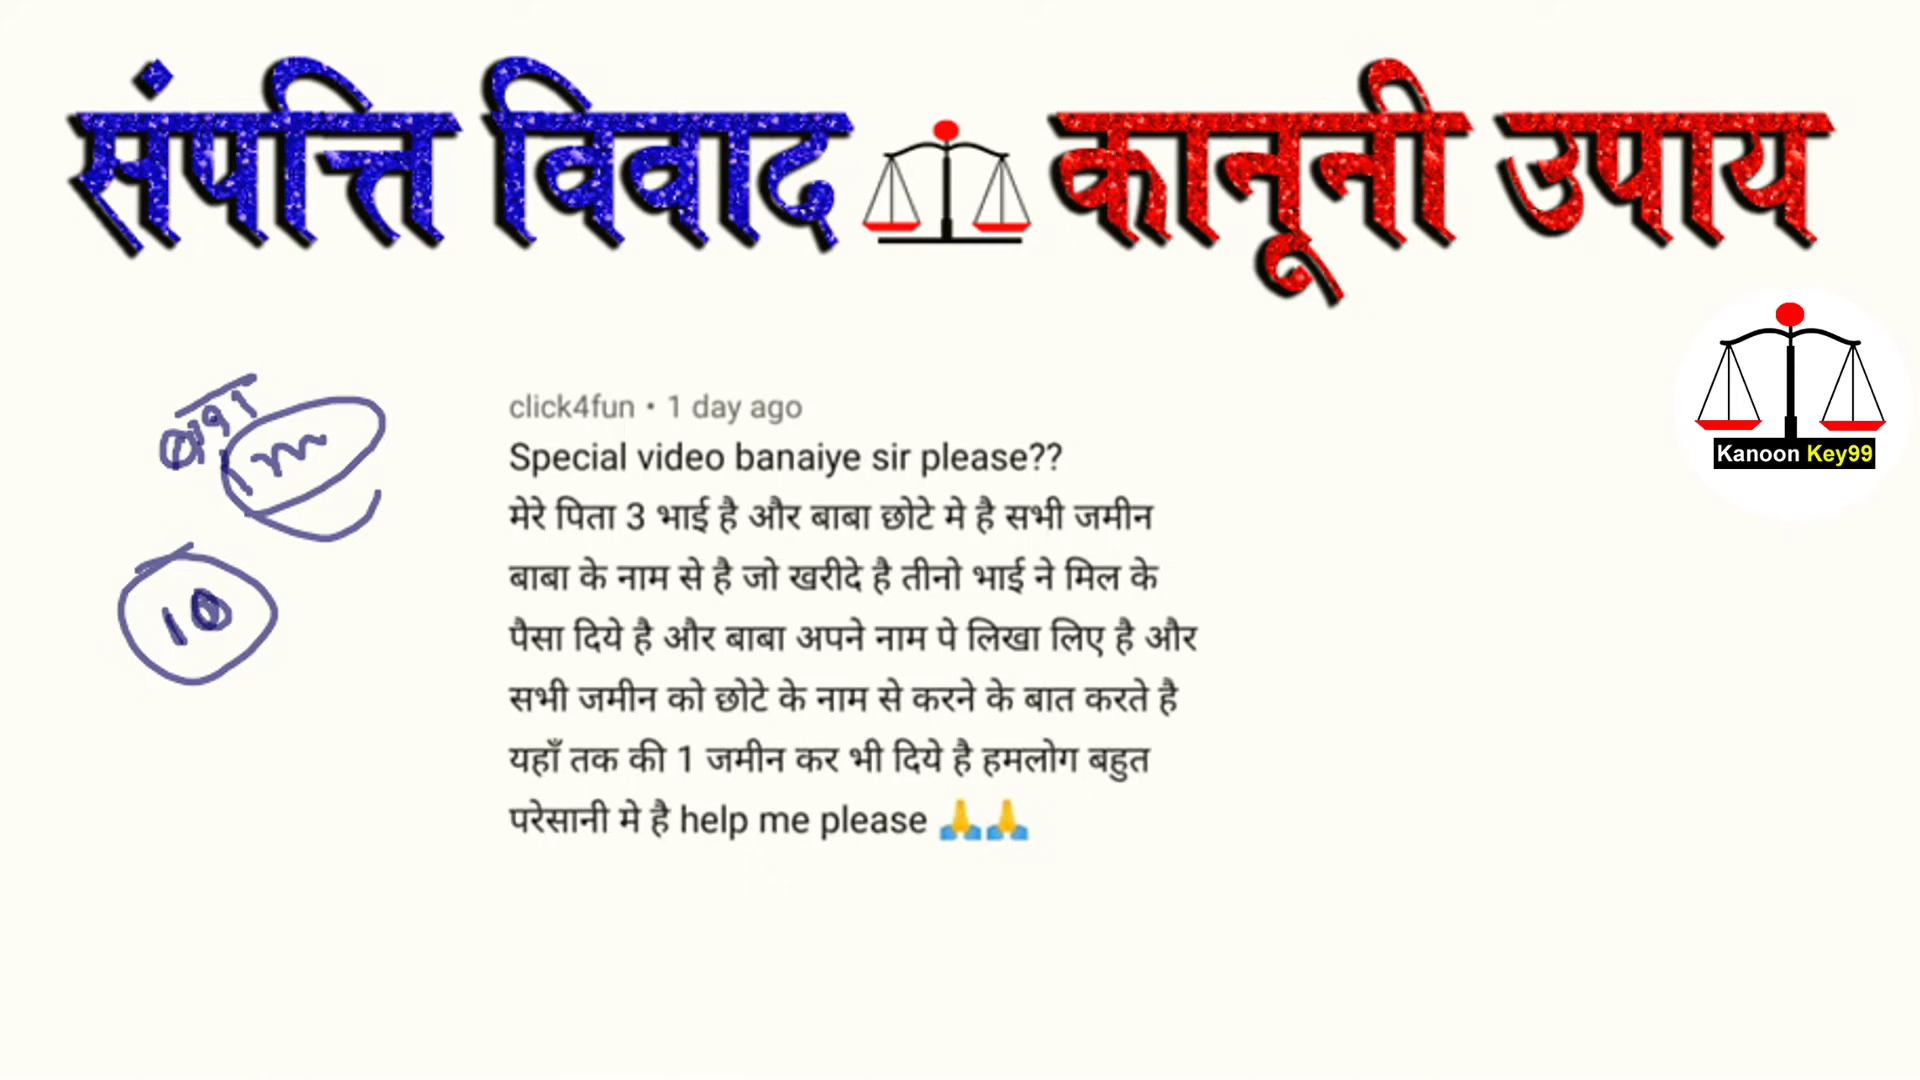 संपत्ति विवाद कानूनी उपाय
Kanoon Key99
बाबा
10
click4fun • 1 day ago
Special video banaiye sir please??
मेरे पिता 3 भाई है और बाबा छोटे मे है सभी जमीन
बाबा के नाम से है जो खरीदे है तीनो भाई ने मिल के
पैसा दिये है और बाबा अपने नाम पे लिखा लिए है और
सभी जमीन को छोटे के नाम से करने के बात करते है
यहाँ तक की 1 जमीन कर भी दिये है हमलोग बहुत
परेसानी मे है help me please 🙏🙏